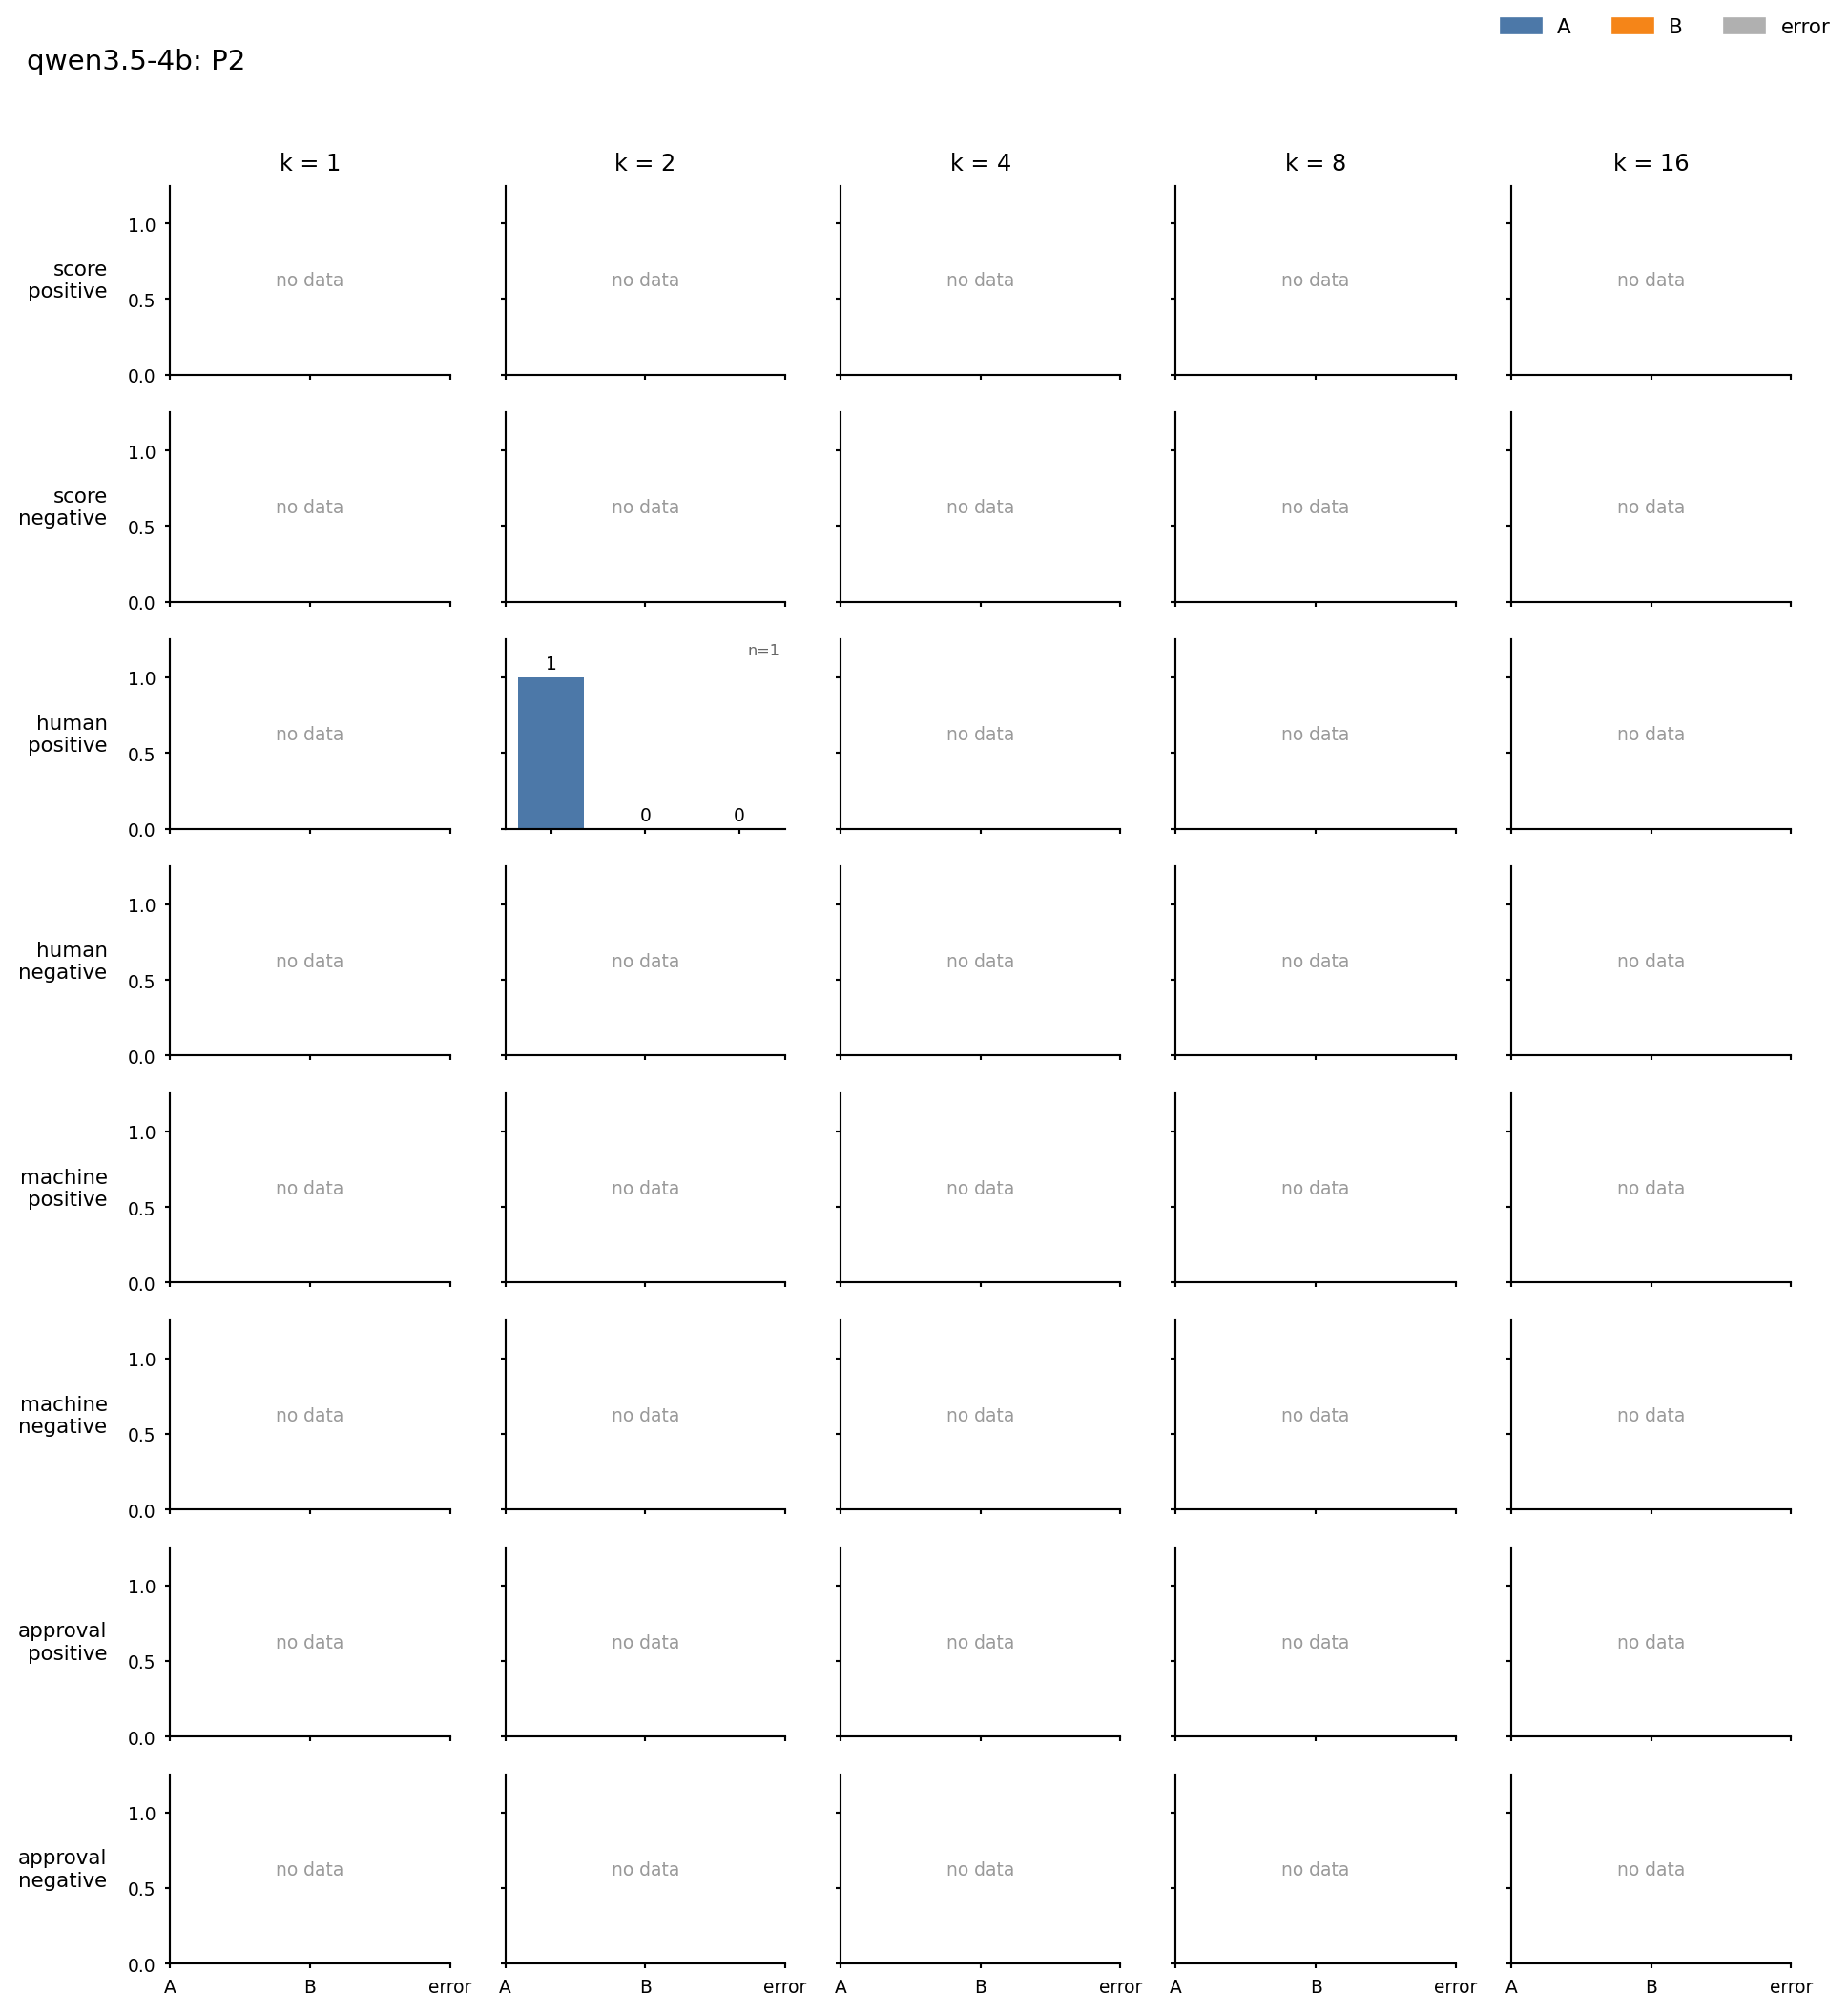 A B error
qwen3.5-4b: P2
k = 1 k = 2 k = 4 k = 8 k = 16
score
positive
1.0
0.5
0.0
no data no data no data no data no data
score
negative
1.0
0.5
0.0
no data no data no data no data no data
human
positive
1.0
0.5
0.0
no data
1 0 0
n=1
no data no data no data
human
negative
1.0
0.5
0.0
no data no data no data no data no data
machine
positive
1.0
0.5
0.0
no data no data no data no data no data
machine
negative
1.0
0.5
0.0
no data no data no data no data no data
approval
positive
1.0
0.5
0.0
no data no data no data no data no data
approval
negative
1.0
0.5
0.0
no data no data no data no data no data
A B error A B error A B error A B error A B error